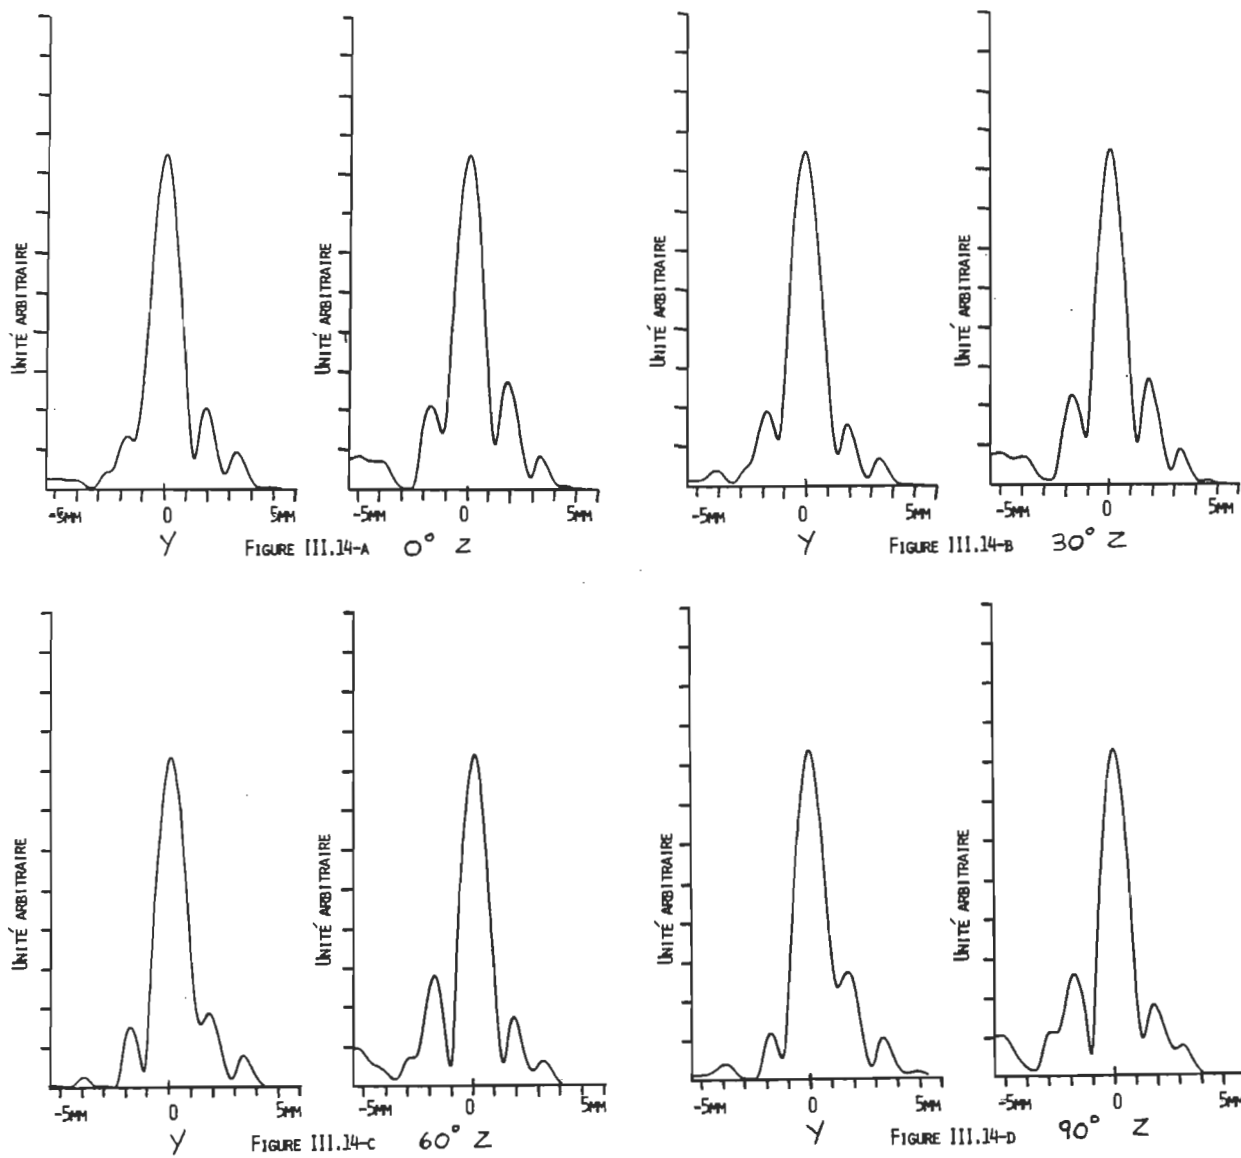 UNITÉ ARBITRAIRE
UNITÉ ARBITRAIRE
-5MM 0 5MM
-5MM 0 5MM
Y
FIGURE III.14-A 0° Z
UNITÉ ARBITRAIRE
UNITÉ ARBITRAIRE
-5MM 0 5MM
-5MM 0 5MM
Y
FIGURE III.14-B 30° Z
UNITÉ ARBITRAIRE
UNITÉ ARBITRAIRE
-5MM 0 5MM
-5MM 0 5MM
Y
FIGURE III.14-C 60° Z
UNITÉ ARBITRAIRE
UNITÉ ARBITRAIRE
-5MM 0 5MM
-5MM 0 5MM
Y
FIGURE III.14-D 90° Z